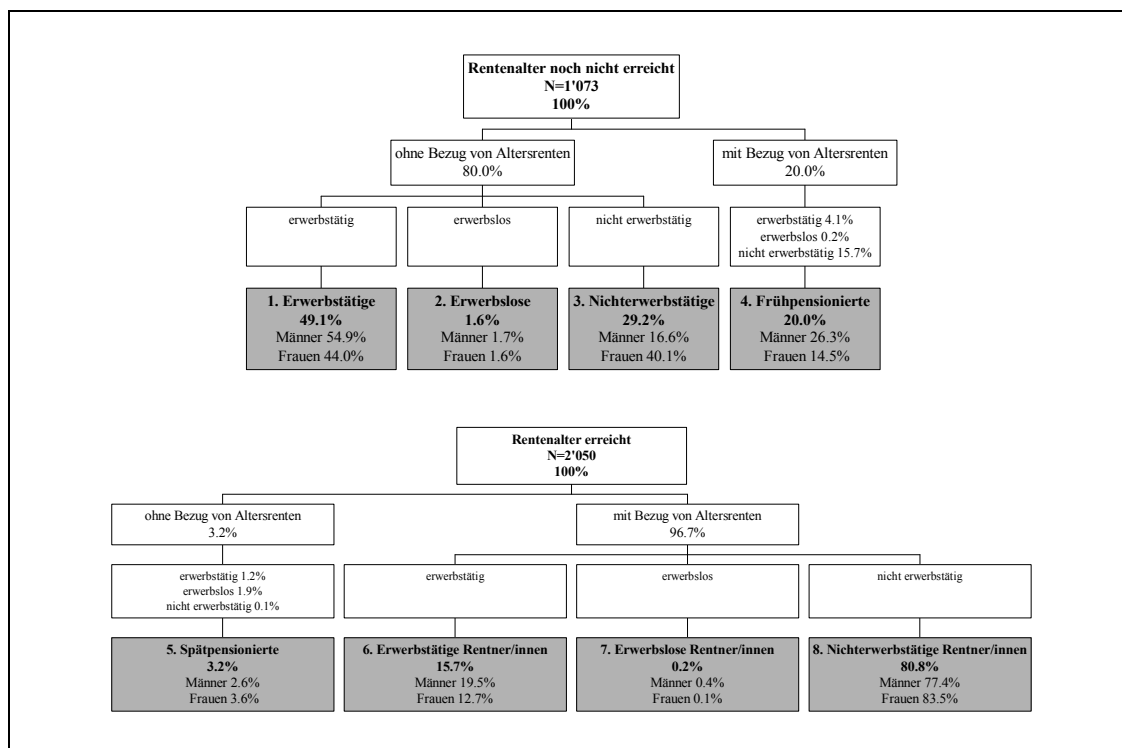 Rentenalter noch nicht erreicht
N=1'073
100%
ohne Bezug von Altersrenten
80.0%
mit Bezug von Altersrenten
20.0%
erwerbstätig
erwerbslos
nicht erwerbstätig
erwerbstätig 4.1%
erwerbslos 0.2%
nicht erwerbstätig 15.7%
1. Erwerbstätige
49.1%
Männer 54.9%
Frauen 44.0%
2. Erwerbslose
1.6%
Männer 1.7%
Frauen 1.6%
3. Nichterwerbstätige
29.2%
Männer 16.6%
Frauen 40.1%
4. Frühpensionierte
20.0%
Männer 26.3%
Frauen 14.5%
Rentenalter erreicht
N=2'050
100%
ohne Bezug von Altersrenten
3.2%
mit Bezug von Altersrenten
96.7%
erwerbstätig 1.2%
erwerbslos 1.9%
nicht erwerbstätig 0.1%
erwerbstätig
erwerbslos
nicht erwerbstätig
5. Spätpensionierte
3.2%
Männer 2.6%
Frauen 3.6%
6. Erwerbstätige Rentner/innen
15.7%
Männer 19.5%
Frauen 12.7%
7. Erwerbslose Rentner/innen
0.2%
Männer 0.4%
Frauen 0.1%
8. Nichterwerbstätige Rentner/innen
80.8%
Männer 77.4%
Frauen 83.5%